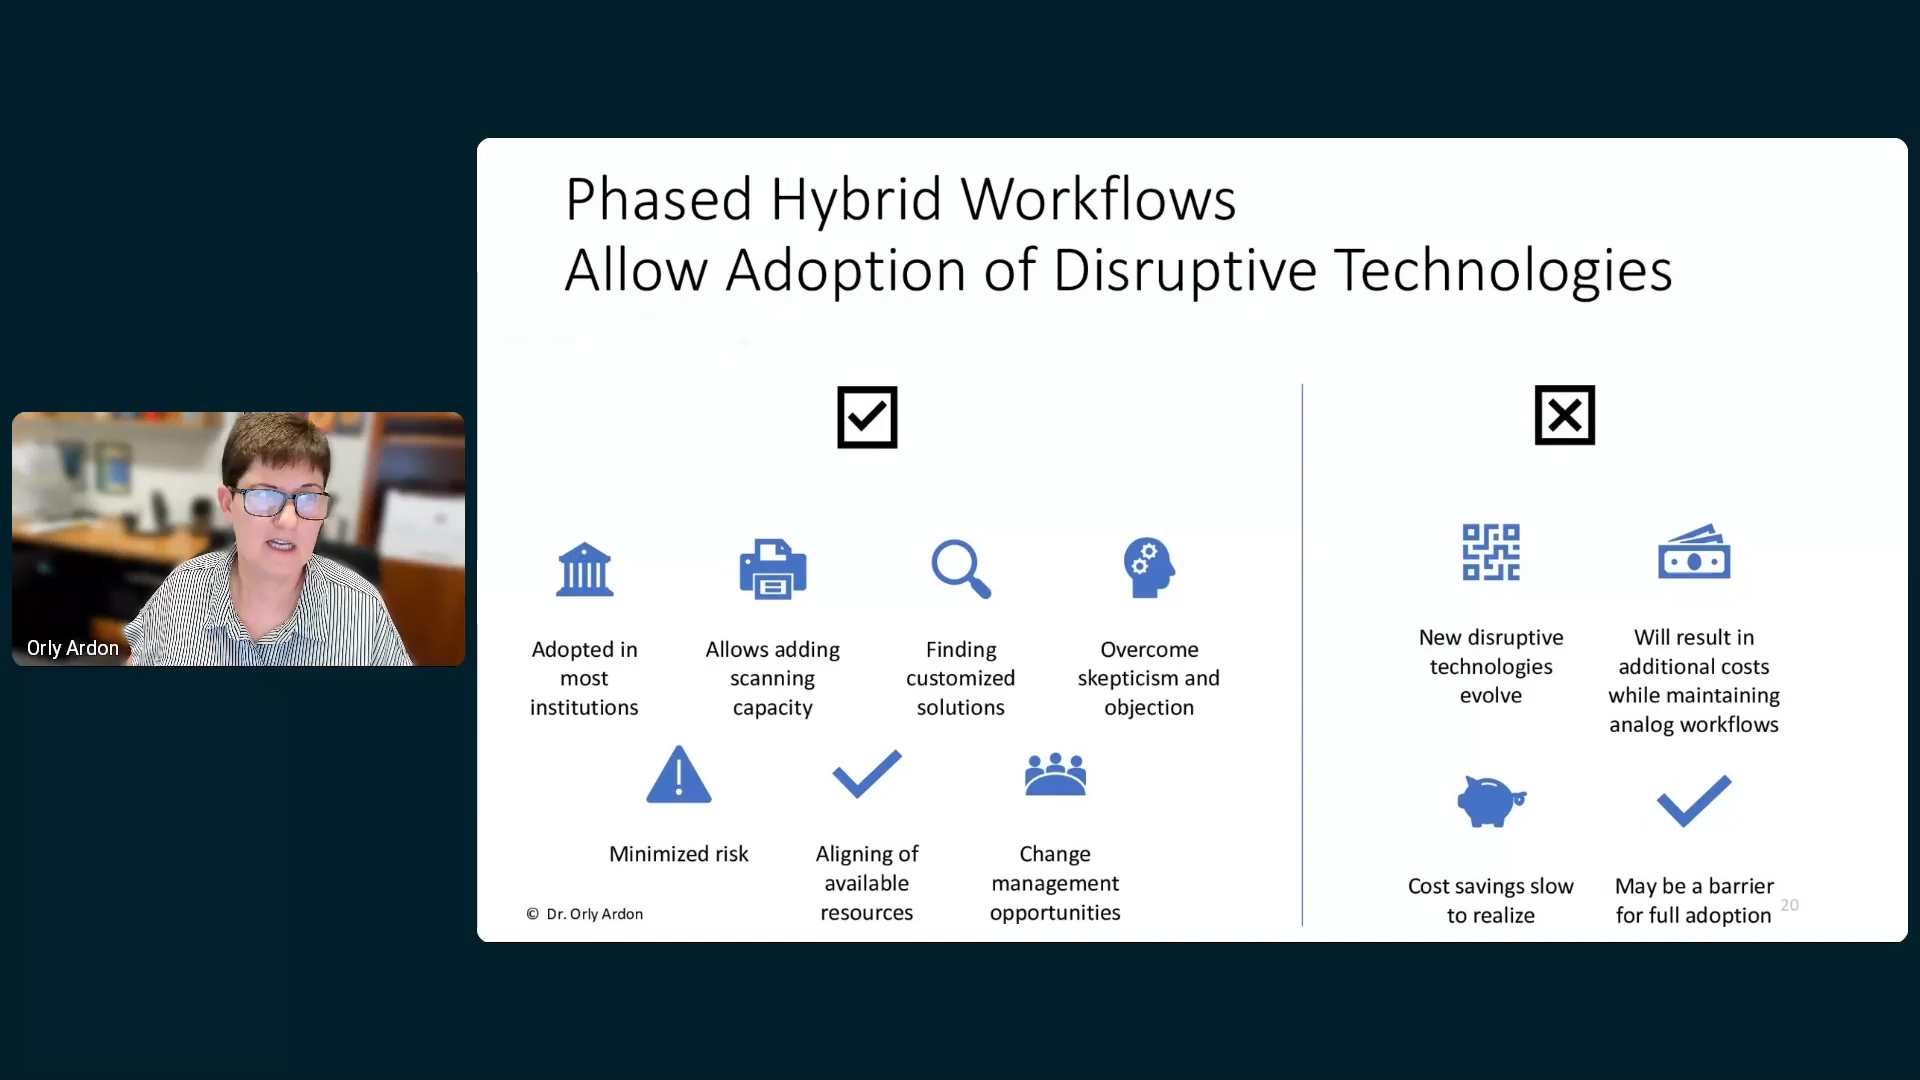 Phased Hybrid Workflows
Allow Adoption of Disruptive Technologies
Adopted in
most
institutions
Allows adding
scanning
capacity
Finding
customized
solutions
Overcome
skepticism and
objection
Minimized risk
Aligning of
available
resources
Change
management
opportunities
New disruptive
technologies
evolve
Will result in
additional costs
while maintaining
analog workflows
Cost savings slow
to realize
May be a barrier
for full adoption
© Dr. Orly Ardon
20
Orly Ardon